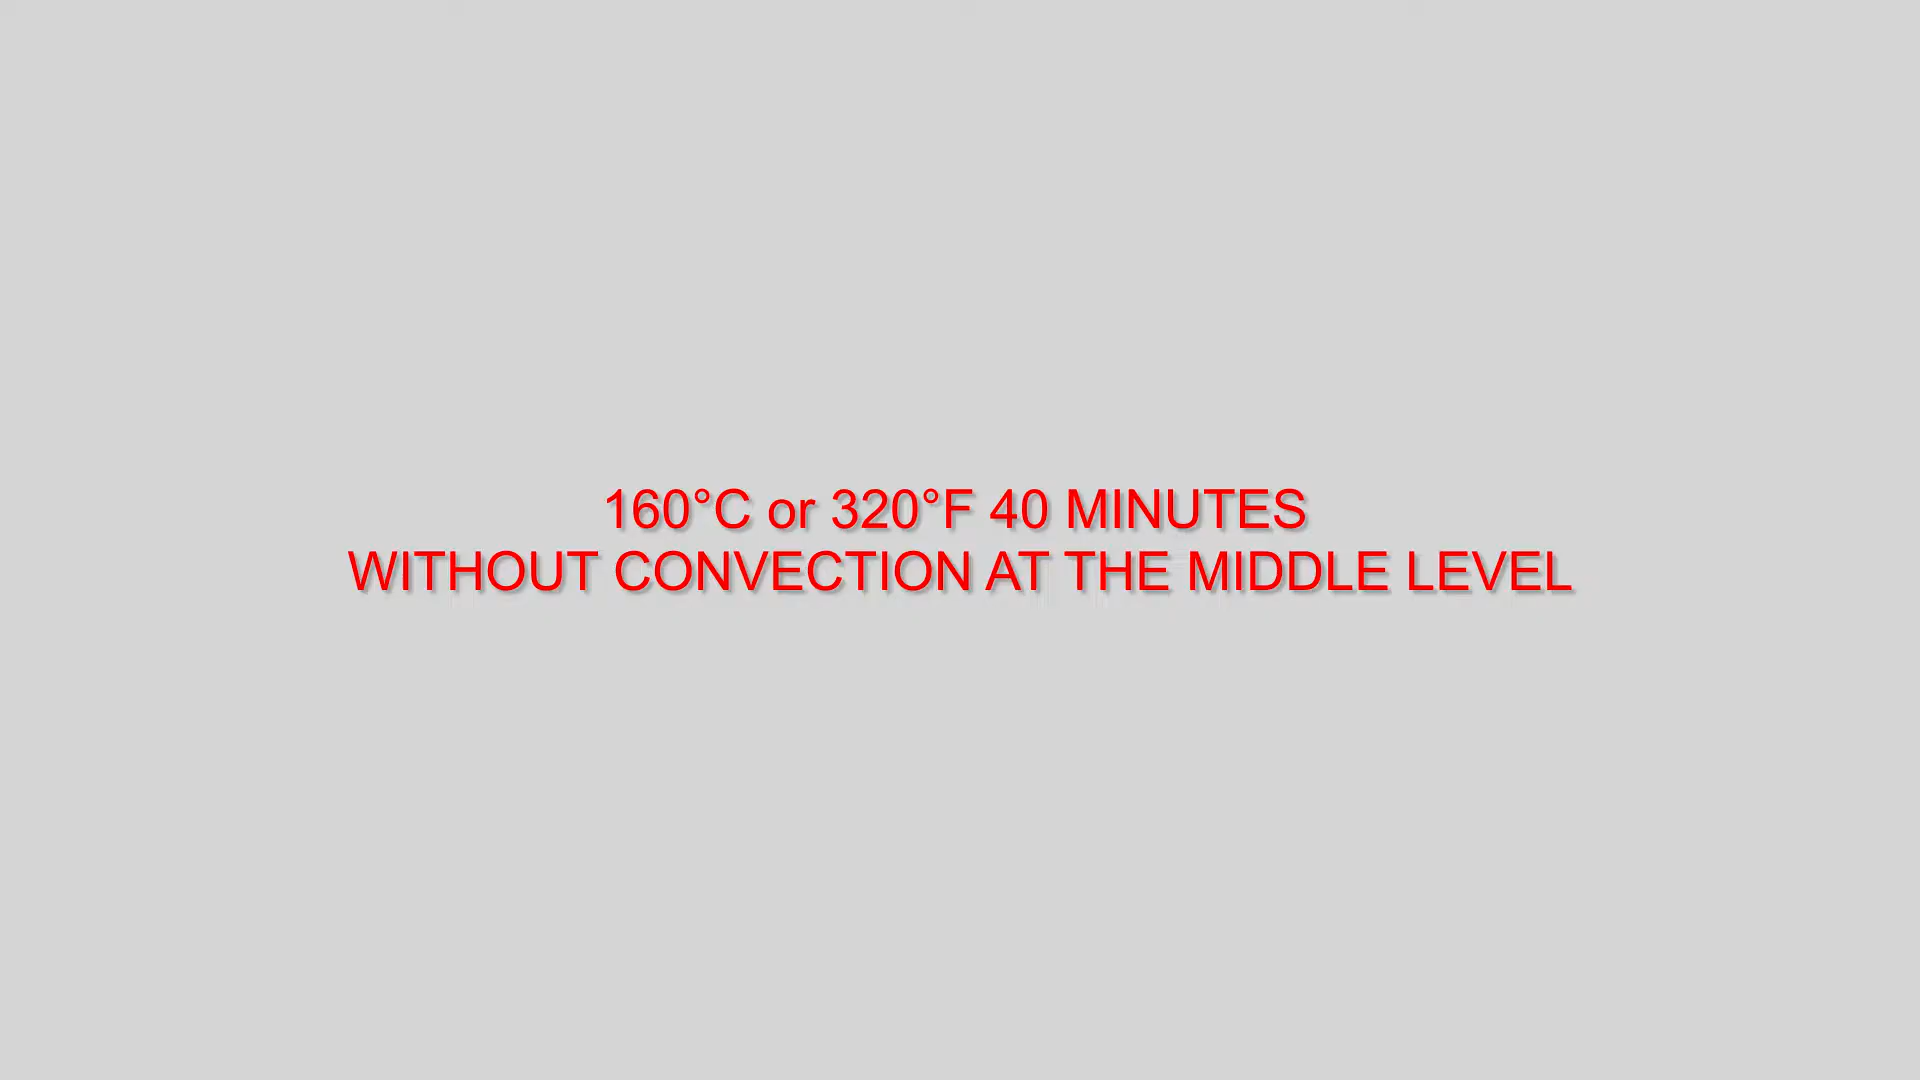 160°C or 320°F 40 MINUTES
WITHOUT CONVECTION AT THE MIDDLE LEVEL